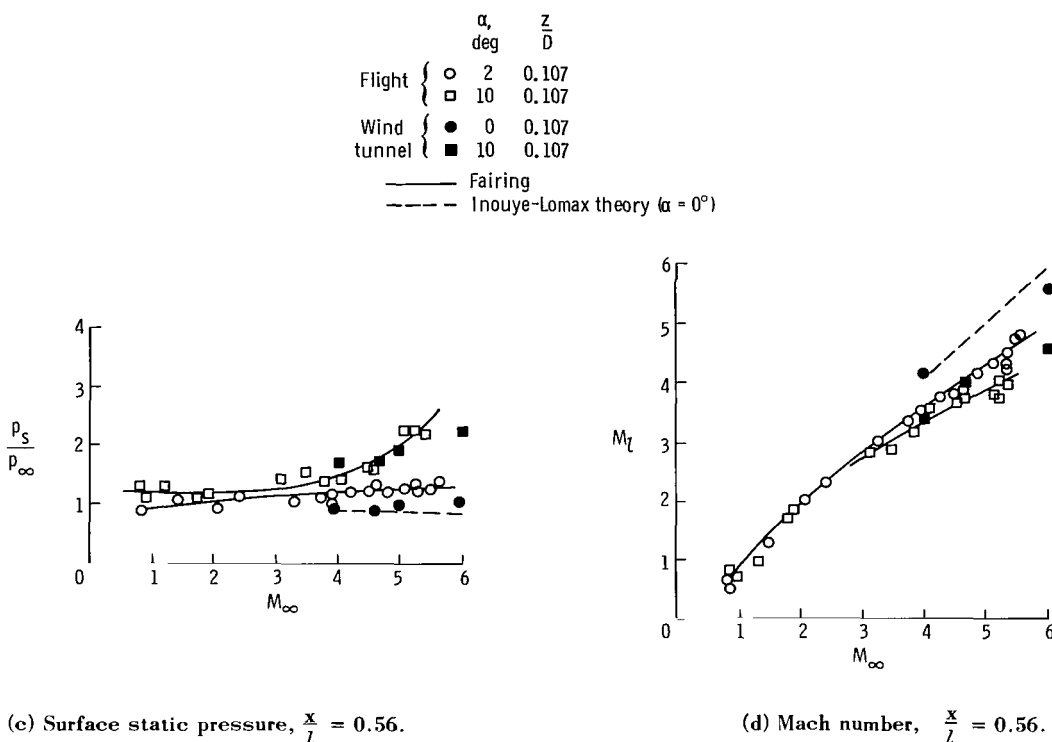 α, z
deg D
Flight { ○ 2 0.107
□ 10 0.107
Wind tunnel { ● 0 0.107
■ 10 0.107
Fairing
Inouye-Lomax theory (α = 0°)
4
3
2
1
0
p_s / p_∞
1 2 3 4 5 6
M_∞
6
5
4
3
2
1
0
M_l
1 2 3 4 5 6
M_∞
(c) Surface static pressure, x/l = 0.56.
(d) Mach number, x/l = 0.56.